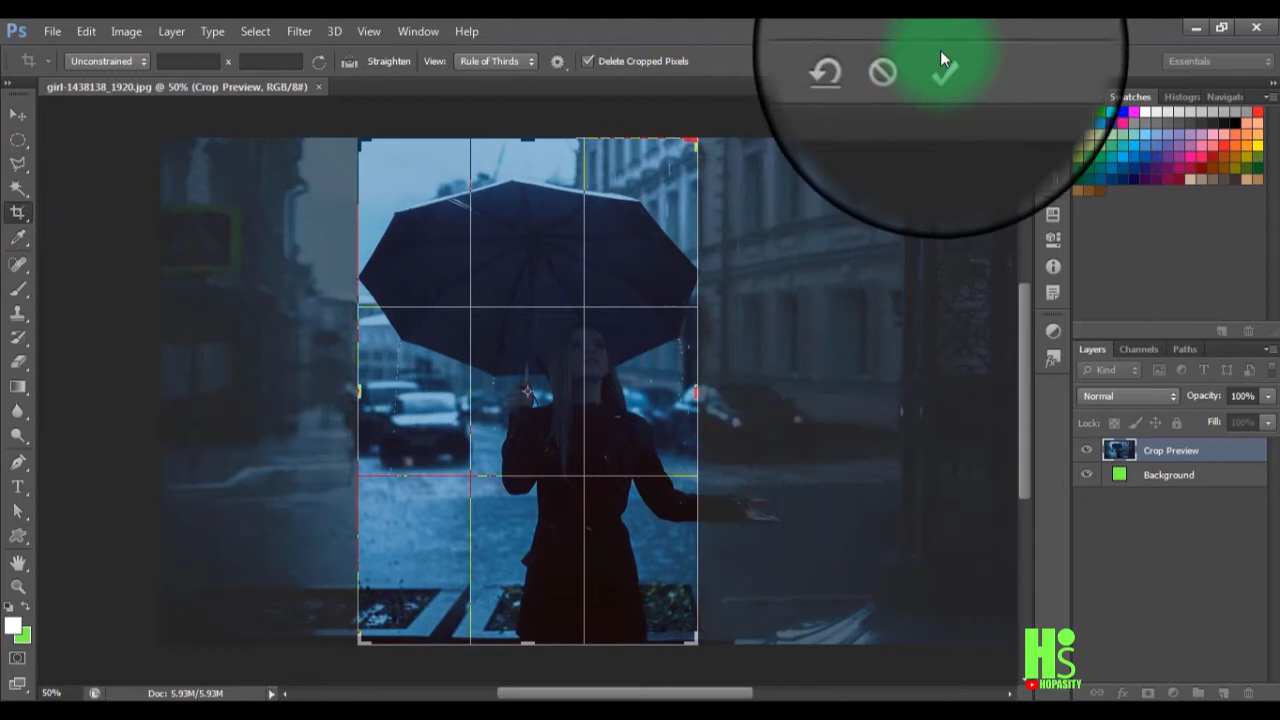 Ps File Edit Image Layer Type Select Filter 3D View Window Help
Unconstrained x Straighten View: Rule of Thirds Delete Cropped Pixels Essentials
girl-1438138_1920.jpg @ 50% (Crop Preview, RGB/8#) ×
Swatches Histogr Navigati
Layers Channels Paths
Kind
Normal Opacity: 100%
Lock: Fill: 100%
Crop Preview
Background
HS
HOPASITY
50% Doc: 5.93M/5.93M